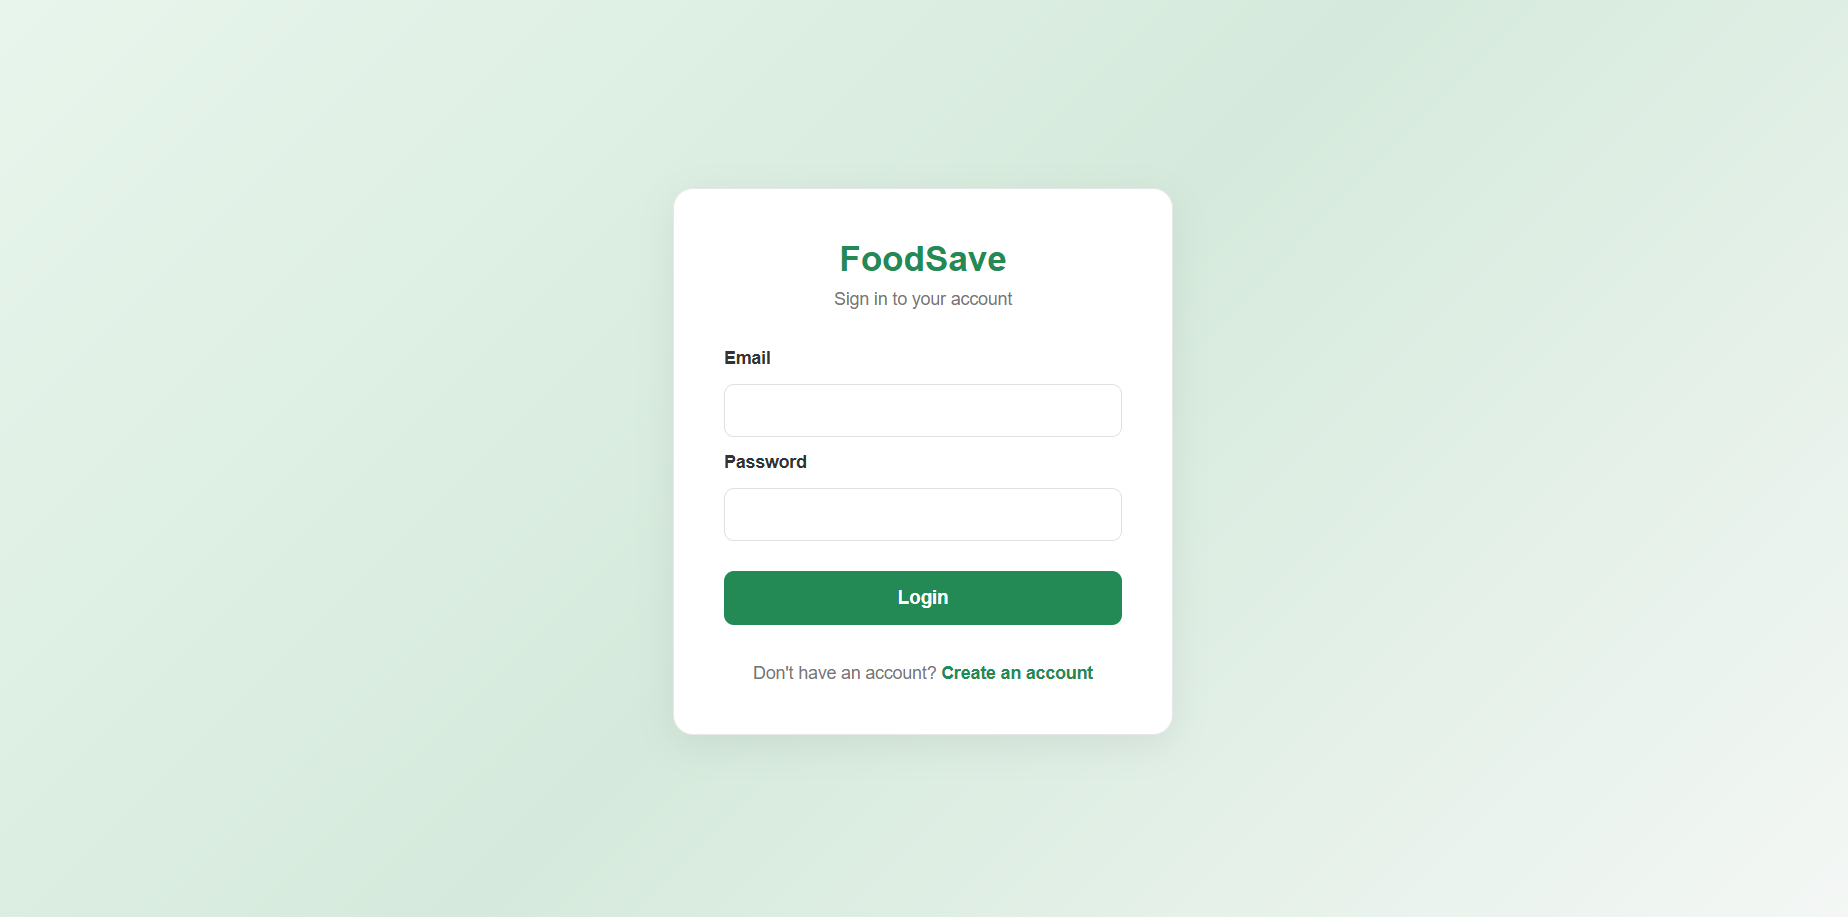 FoodSave
Sign in to your account
Email
Password
Login
Don't have an account? Create an account